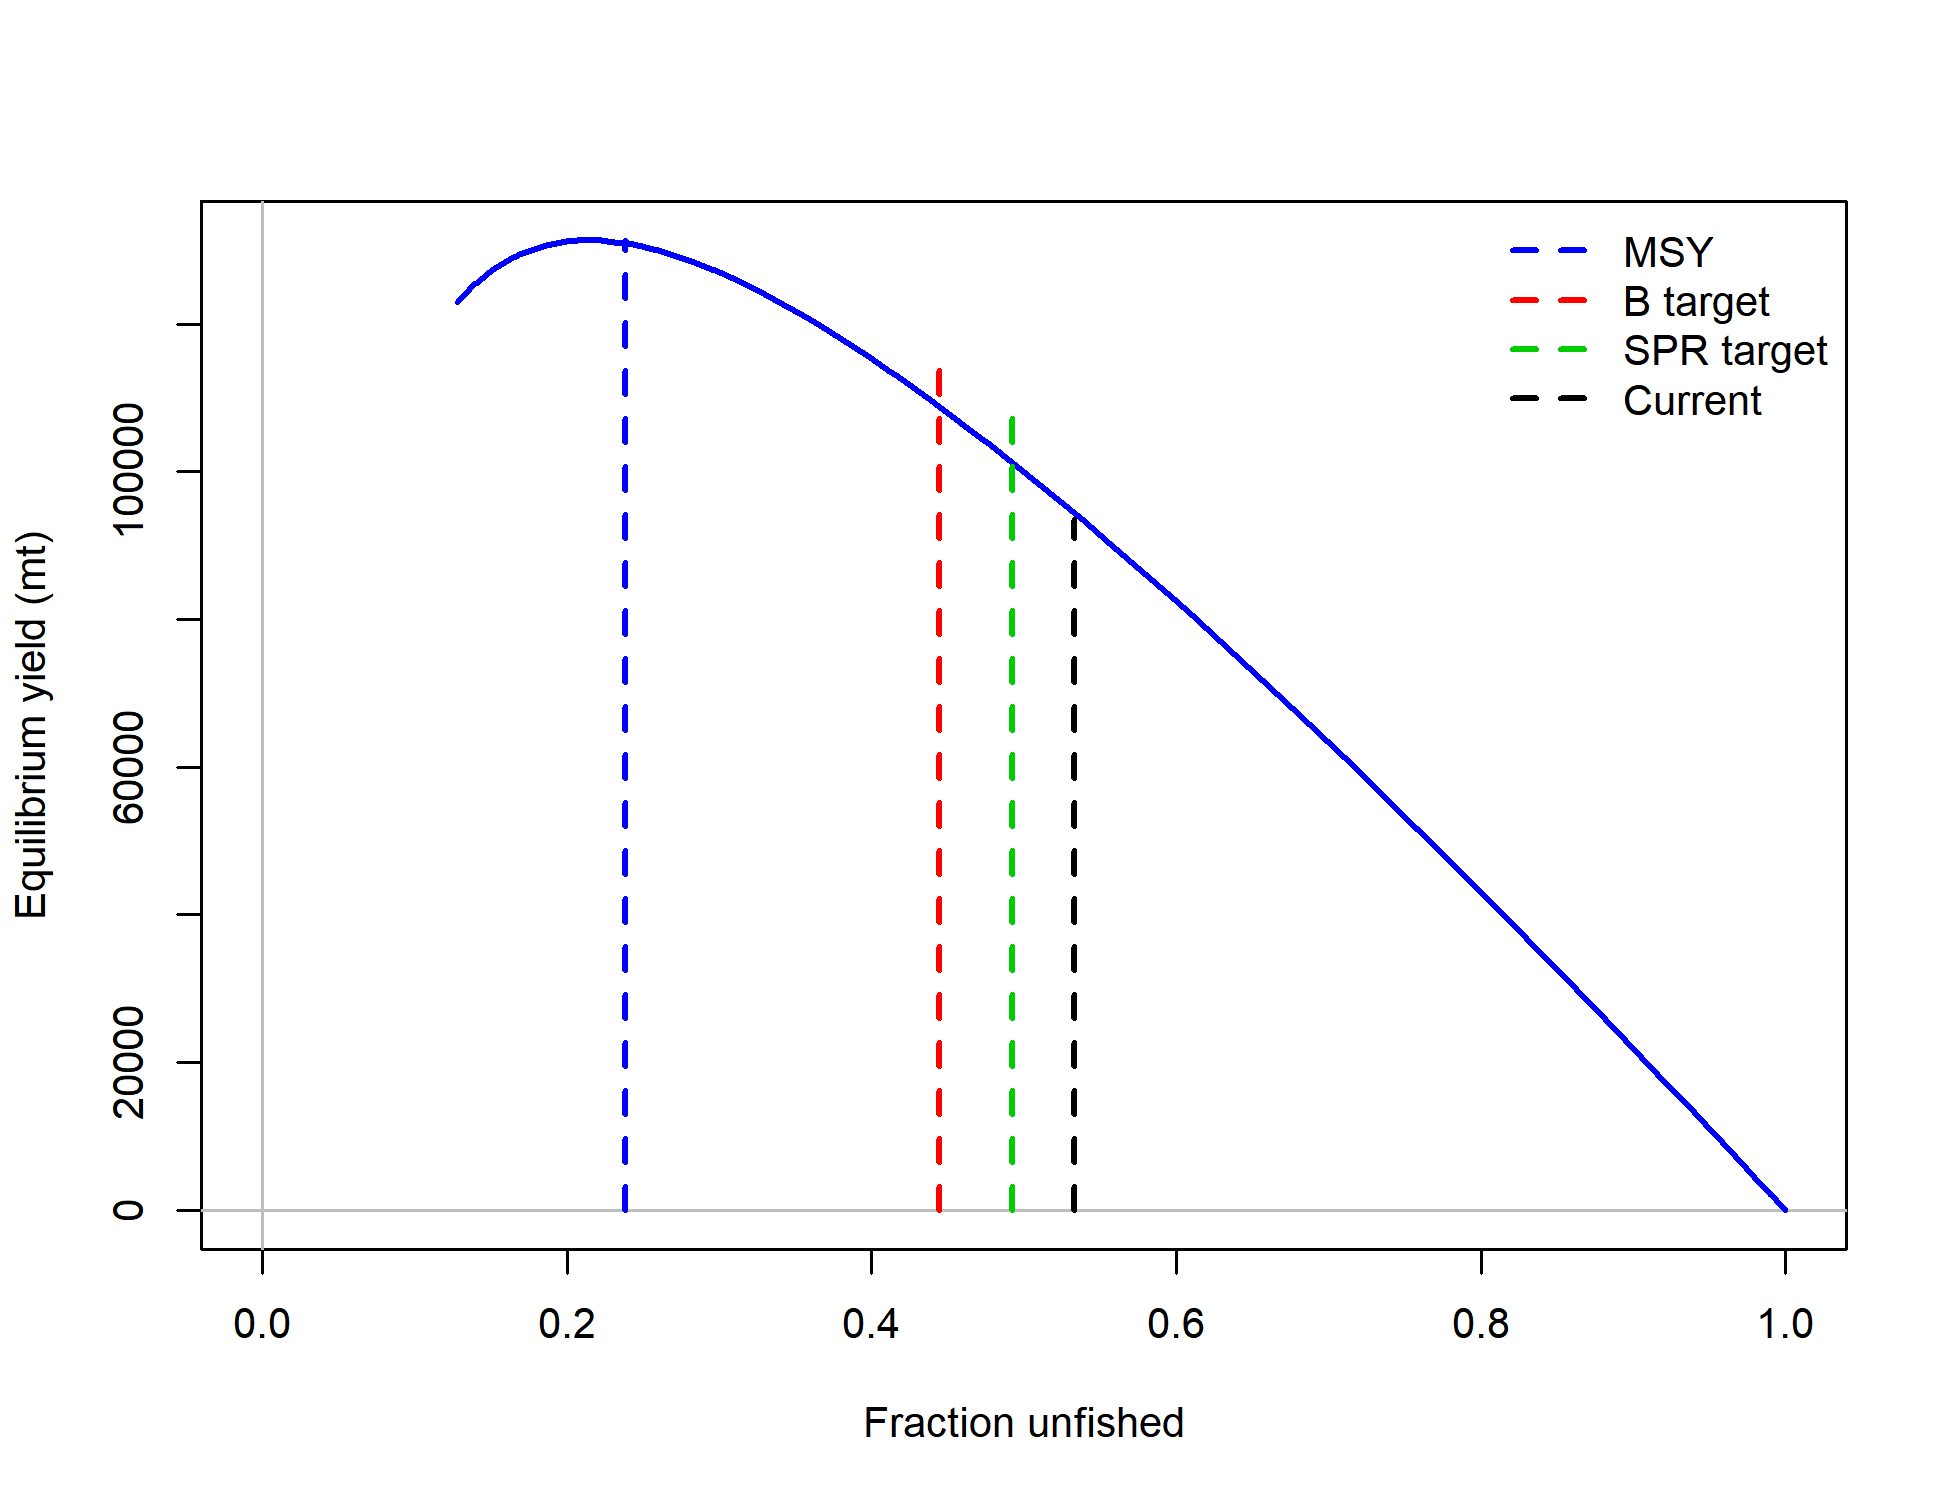 MSY
B target
SPR target
Current
Equilibrium yield (mt)
100000
60000
20000
0
0.0 0.2 0.4 0.6 0.8 1.0
Fraction unfished